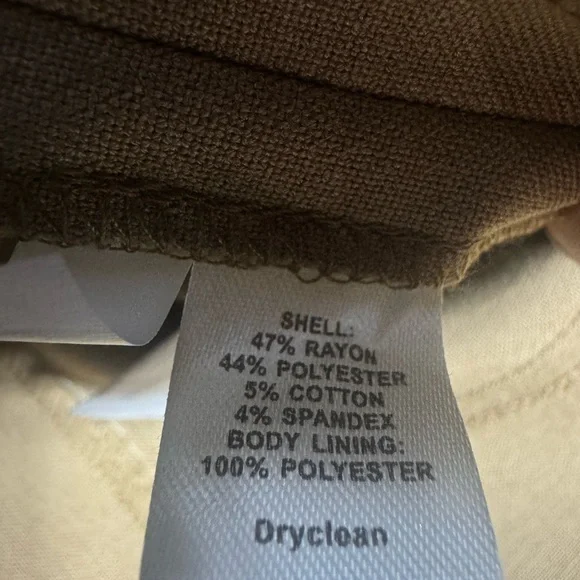 SHELL:
47% RAYON
44% POLYESTER
5% COTTON
4% SPANDEX
BODY LINING:
100% POLYESTER
Dryclean